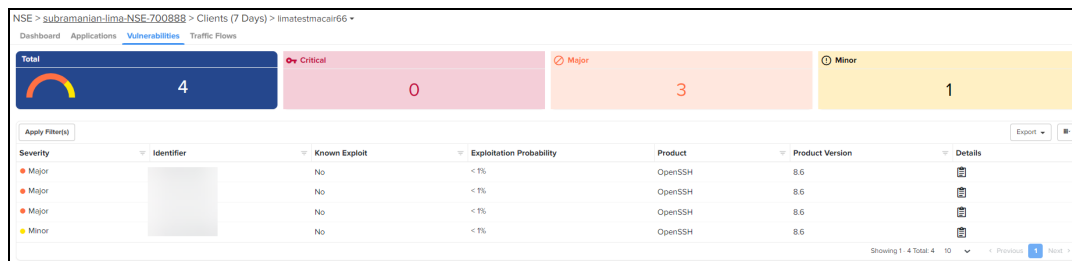 NSE > subramanian-lima-NSE-700888 > Clients (7 Days) > limatestmacair66
Dashboard Applications Vulnerabilities Traffic Flows
Total Critical Major Minor
4 0 3 1
Apply Filter(s) Export
Severity Identifier Known Exploit Exploitation Probability Product Product Version Details
Major No < 1% OpenSSH 8.6
Major No < 1% OpenSSH 8.6
Major No < 1% OpenSSH 8.6
Minor No < 1% OpenSSH 8.6
Showing 1 - 4 Total: 4 10 < Previous 1 Next >